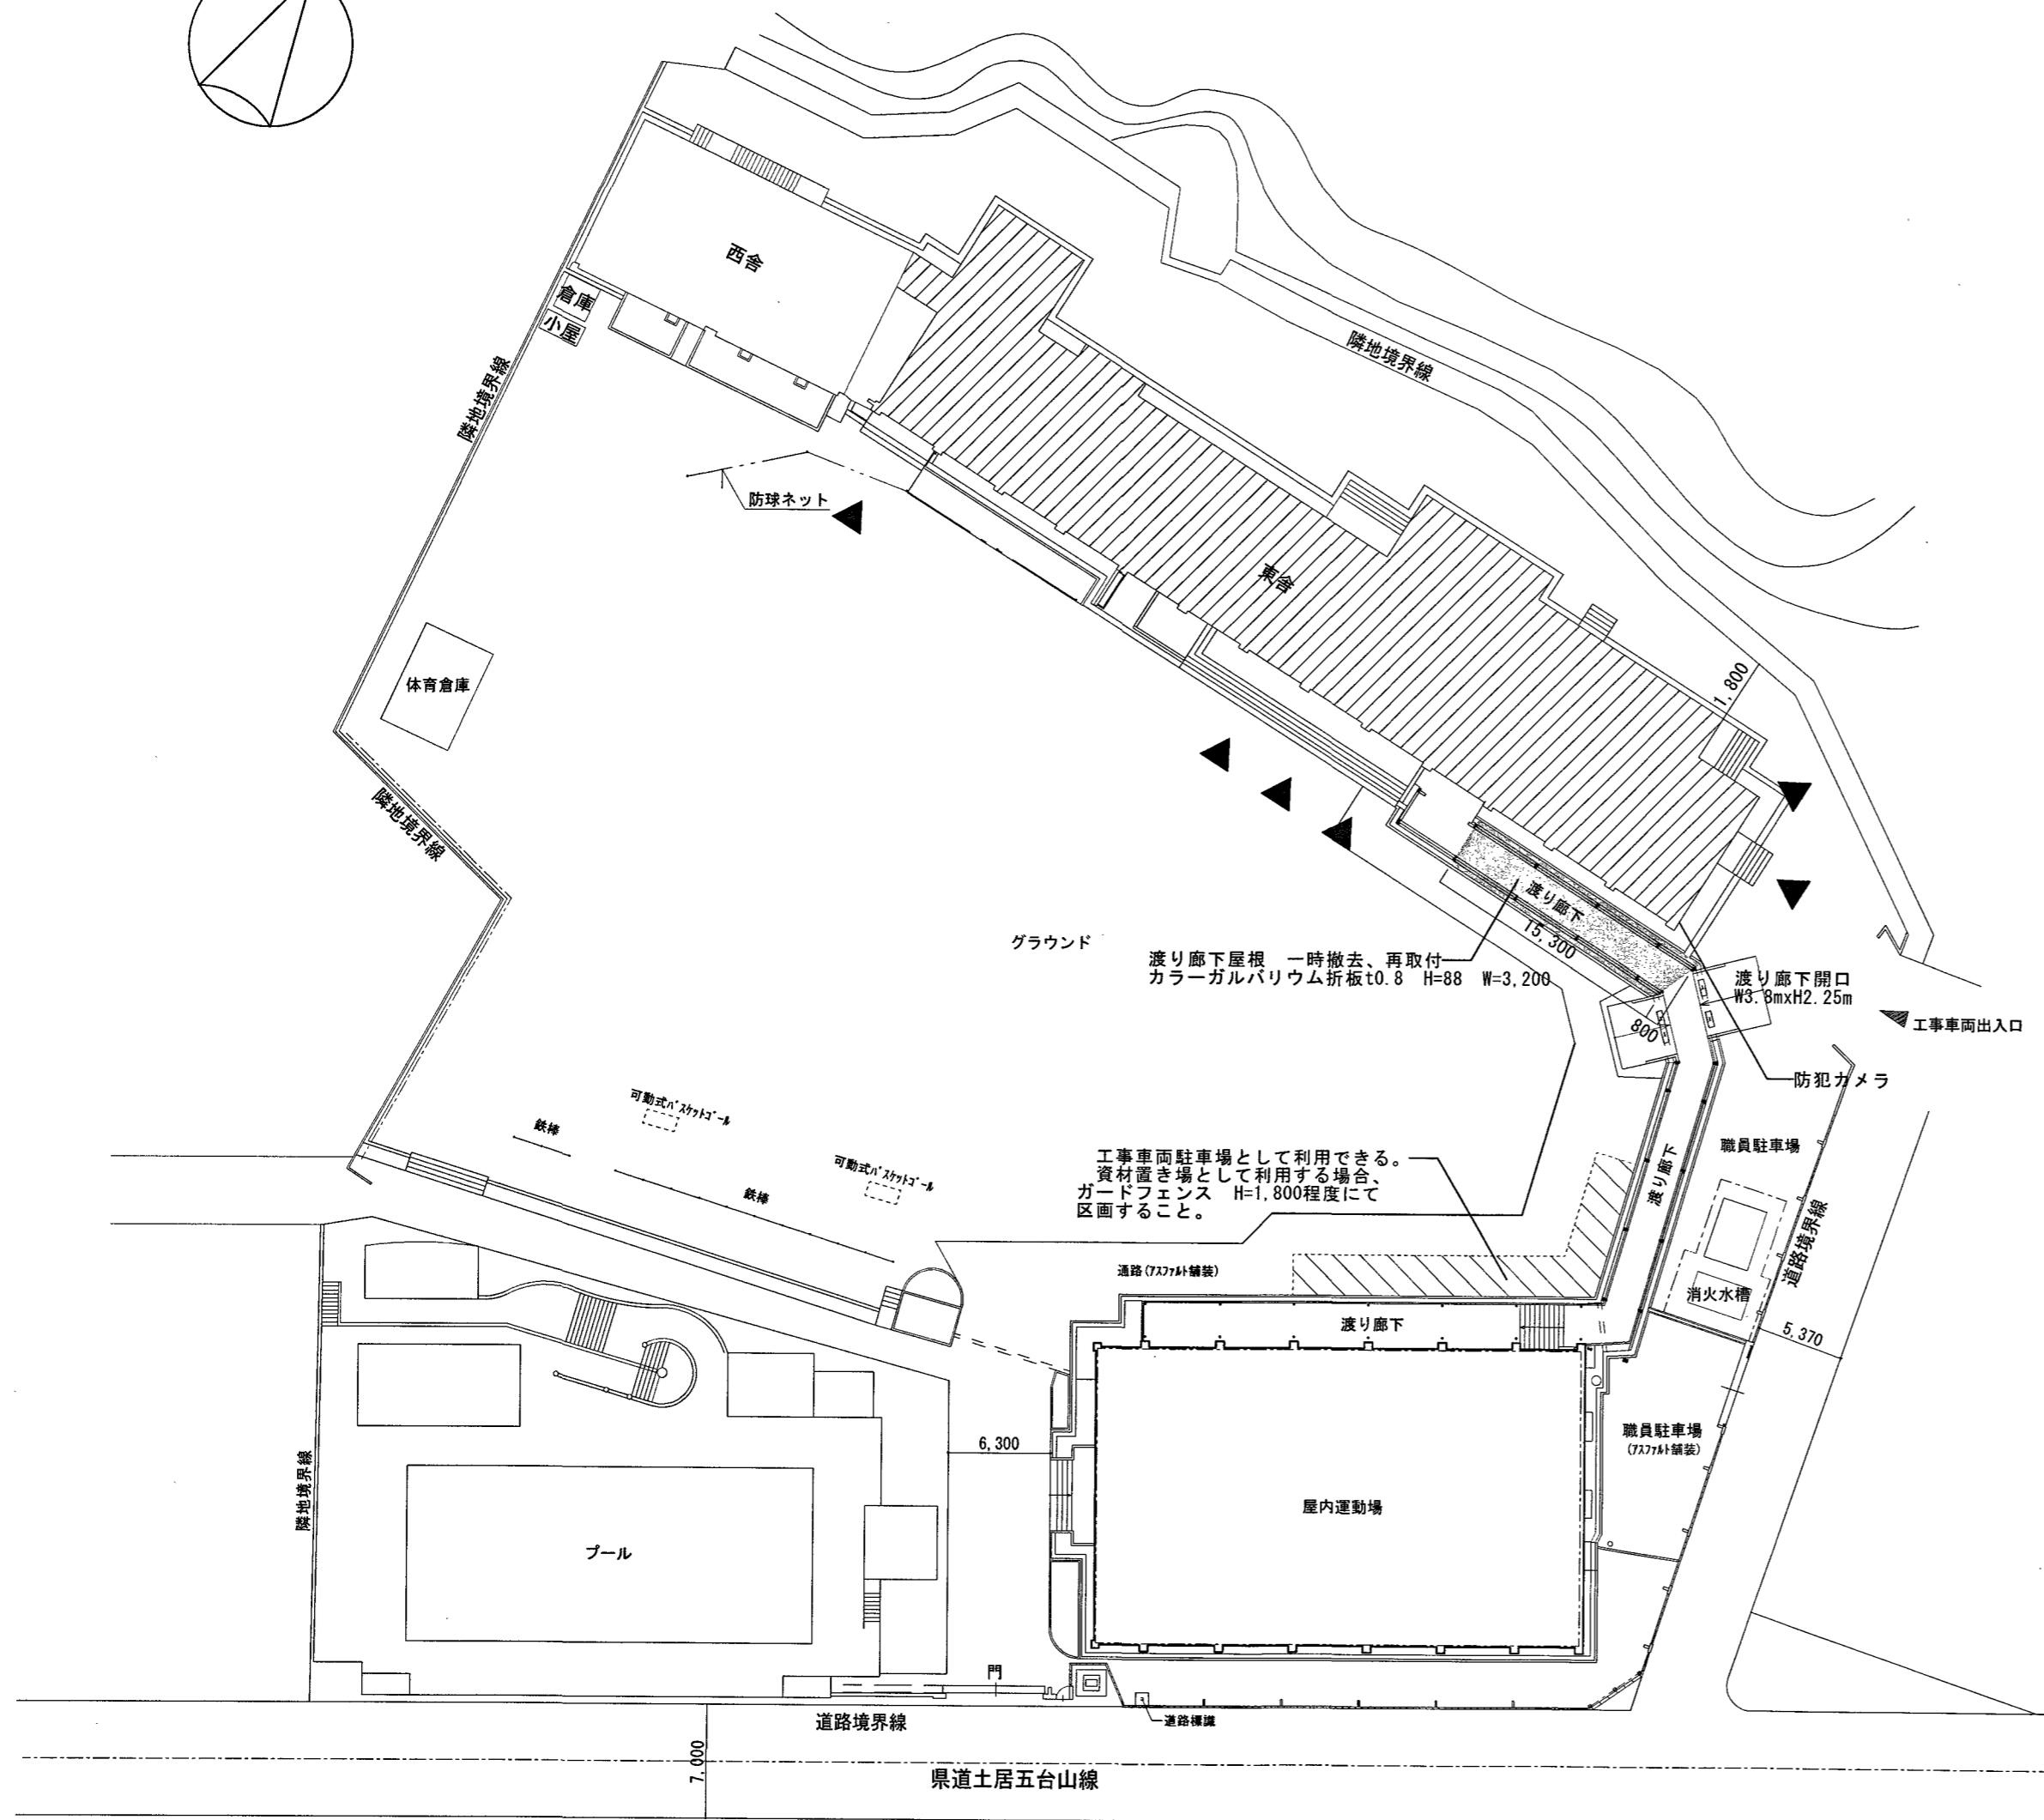 西舎
倉庫
小屋
隣地境界線
隣地境界線
防球ネット
東舎
体育倉庫
1,800
隣地境界線
渡り廊下
グラウンド
15,300
渡り廊下屋根　一時撤去、再取付
カラーガルバリウム折板t0.8　H=88　W=3,200
渡り廊下開口
W3.8mxH2.25m
800
工事車両出入口
防犯カメラ
可動式ﾊﾞｽｹｯﾄｺﾞｰﾙ
鉄棒
職員駐車場
工事車両駐車場として利用できる。
資材置き場として利用する場合、
ガードフェンス　H=1,800程度にて
区画すること。
可動式ﾊﾞｽｹｯﾄｺﾞｰﾙ
鉄棒
渡り廊下
道路境界線
通路(ｱｽﾌｧﾙﾄ舗装)
消火水槽
渡り廊下
5,370
6,300
職員駐車場
(ｱｽﾌｧﾙﾄ舗装)
隣地境界線
屋内運動場
プール
門
道路境界線
道路標識
7,000
県道土居五台山線